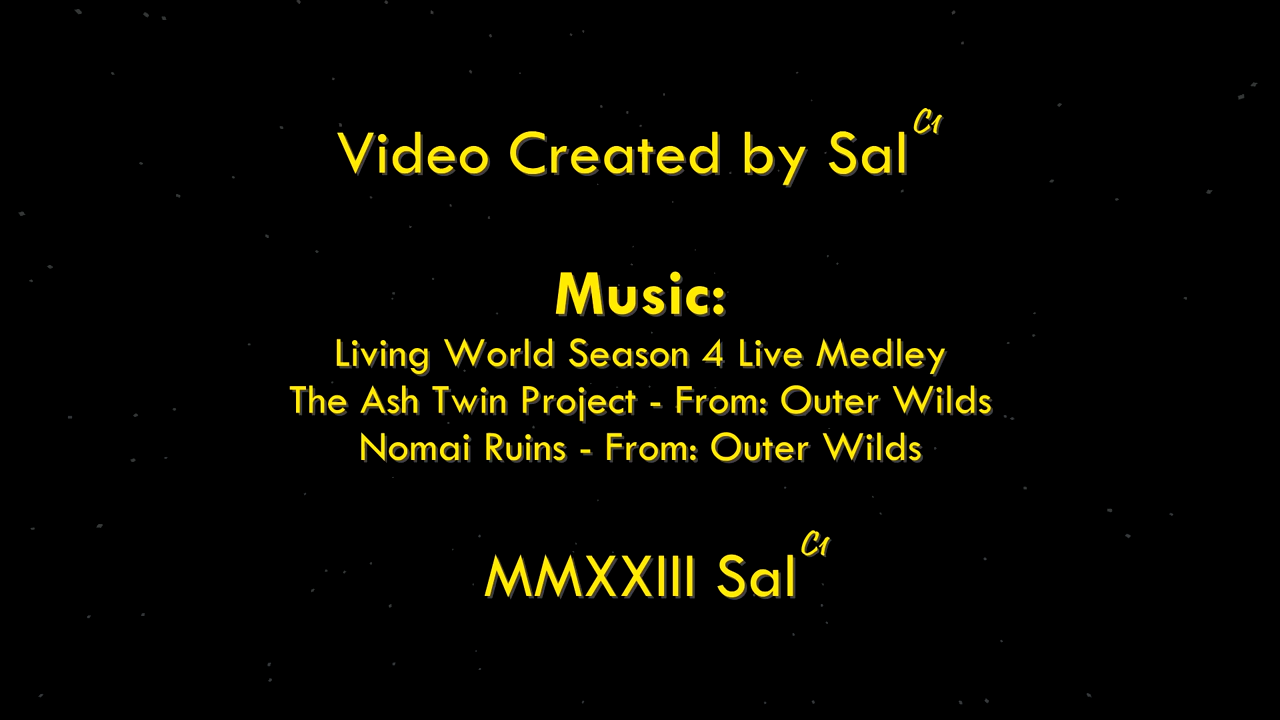 Video Created by Sal C1
Music:
Living World Season 4 Live Medley
The Ash Twin Project - From: Outer Wilds
Nomai Ruins - From: Outer Wilds
MMXXIII Sal C1